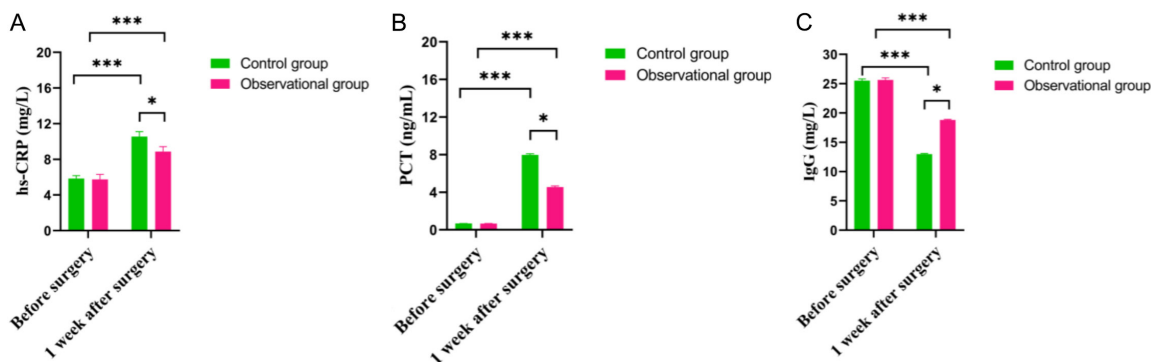 A
***
***
*
Control group
Observational group
hs-CRP (mg/L)
20
16
12
8
4
0
Before surgery
1 week after surgery
B
***
***
*
Control group
Observational group
PCT (ng/mL)
20
16
12
8
4
0
Before surgery
1 week after surgery
C
***
***
*
Control group
Observational group
IgG (mg/L)
30
25
20
15
10
5
0
Before surgery
1 week after surgery